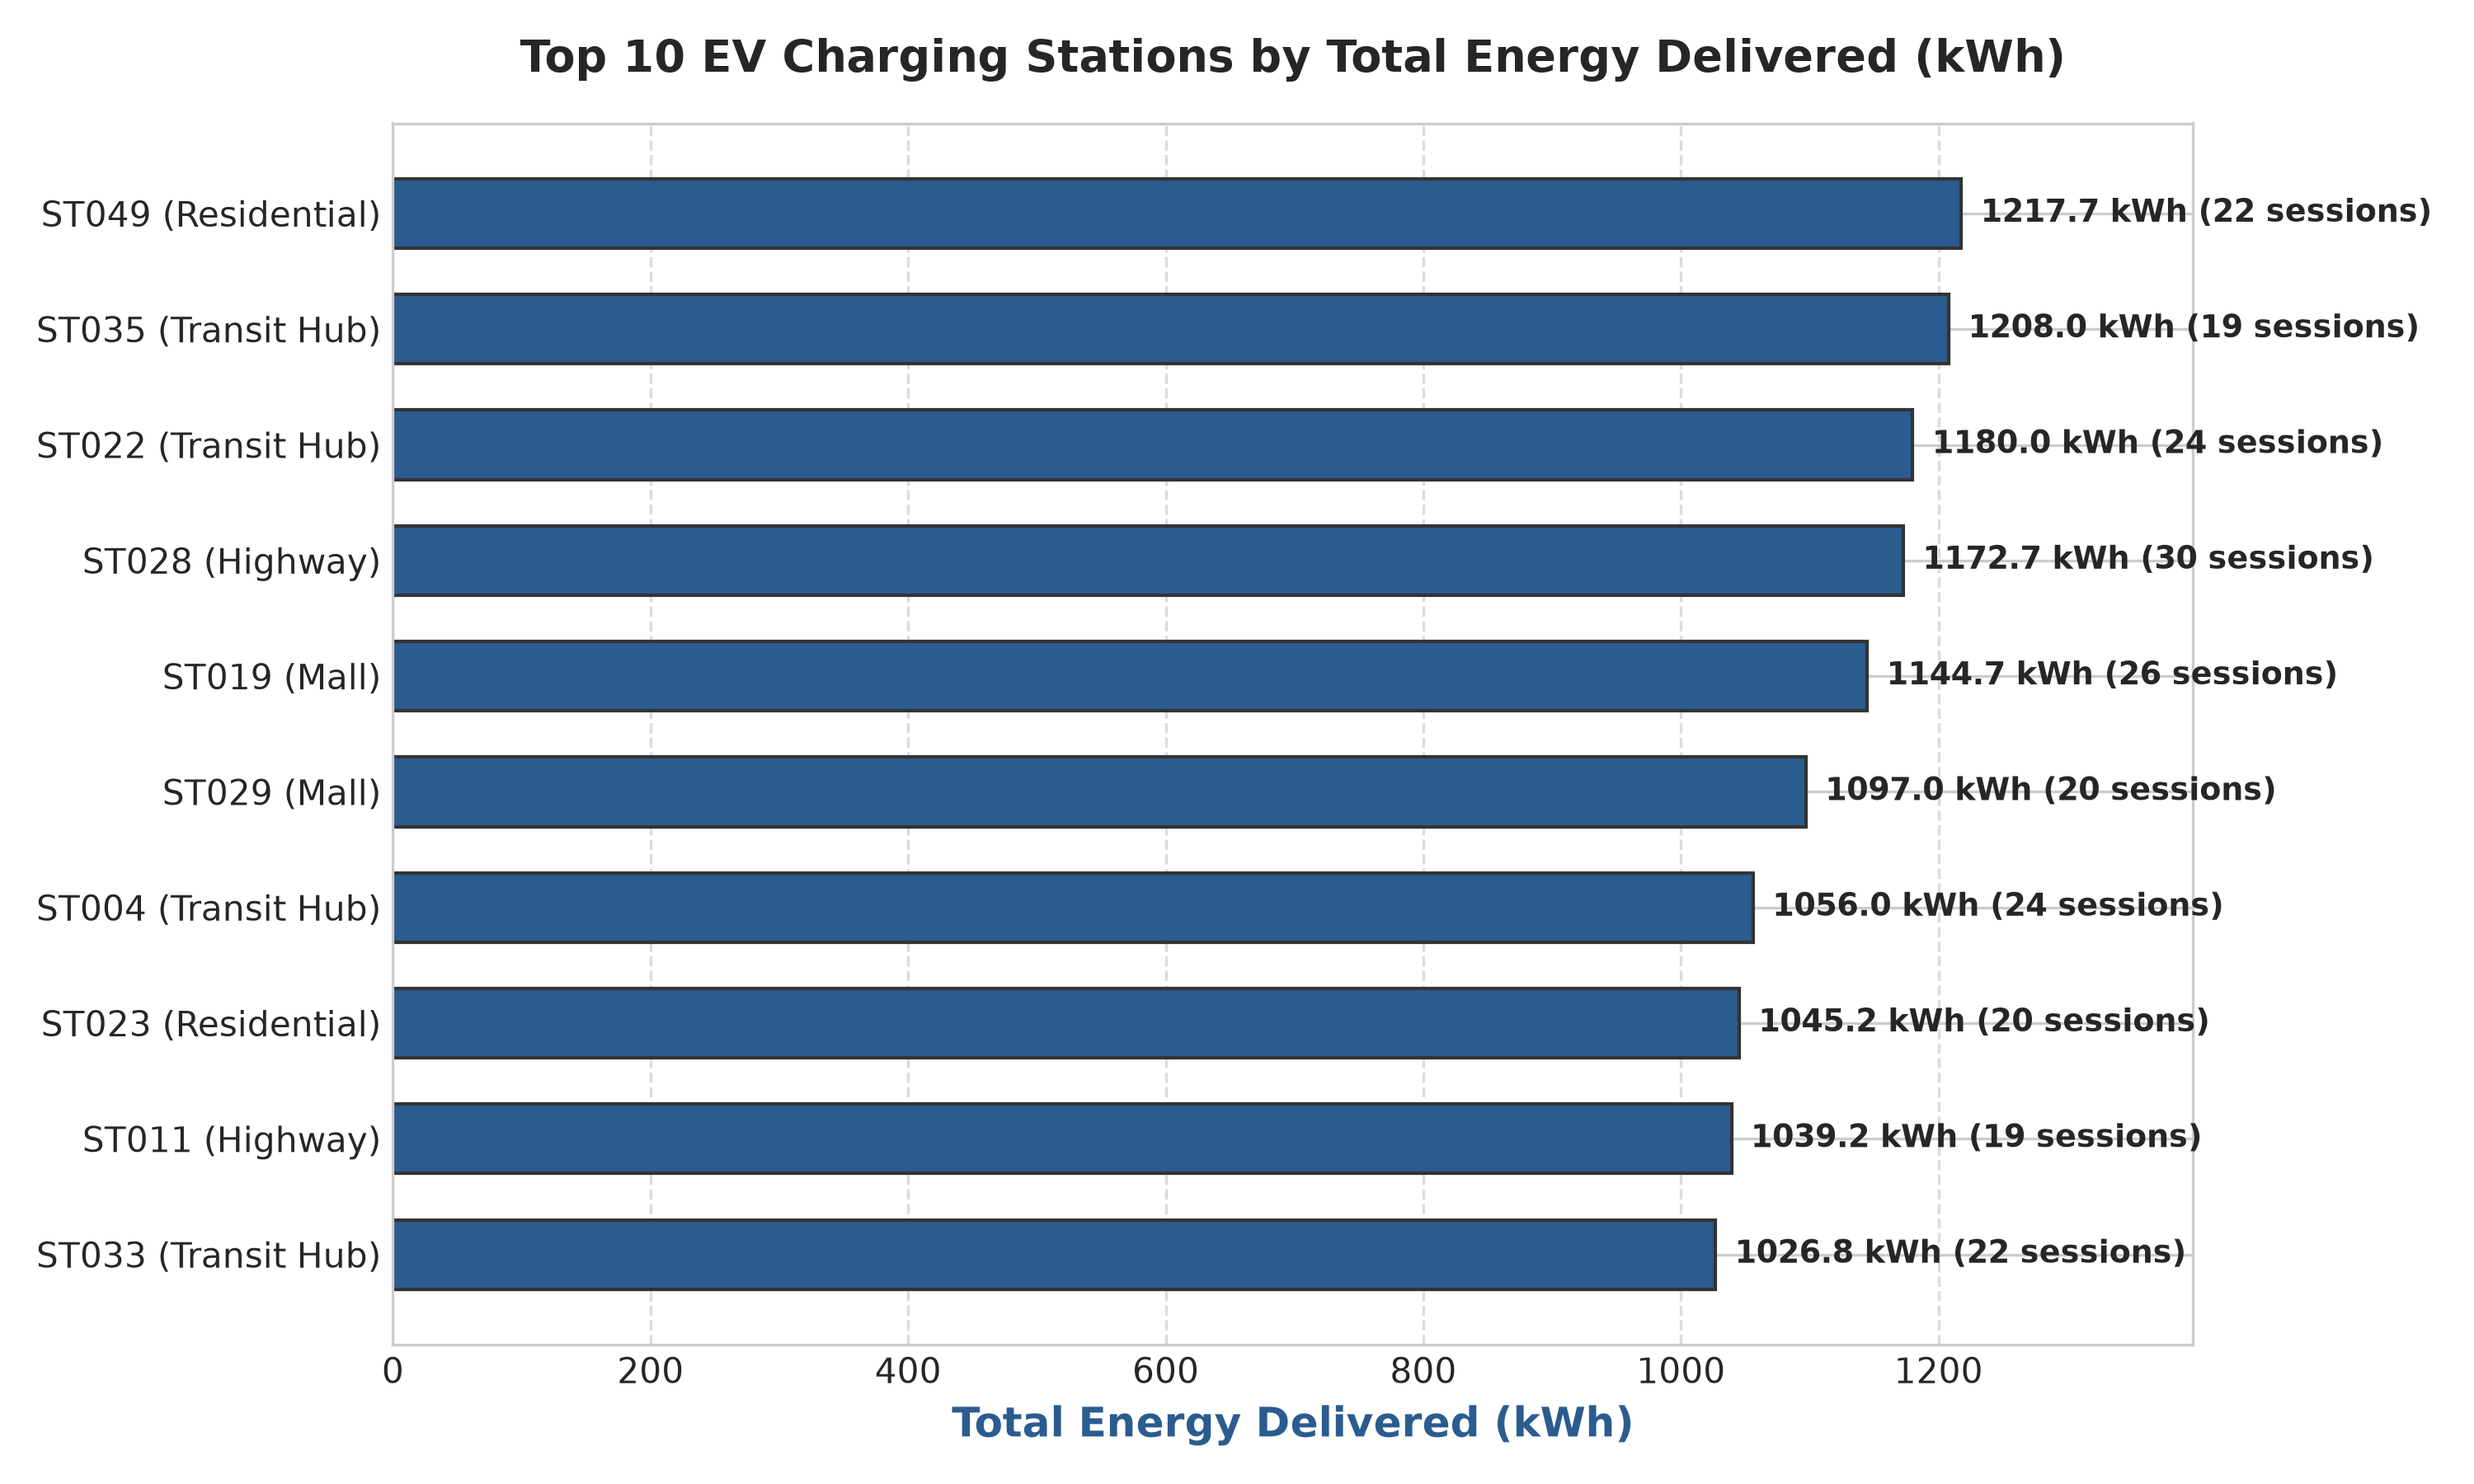 Top 10 EV Charging Stations by Total Energy Delivered (kWh)
ST049 (Residential) 1217.7 kWh (22 sessions)
ST035 (Transit Hub) 1208.0 kWh (19 sessions)
ST022 (Transit Hub) 1180.0 kWh (24 sessions)
ST028 (Highway) 1172.7 kWh (30 sessions)
ST019 (Mall) 1144.7 kWh (26 sessions)
ST029 (Mall) 1097.0 kWh (20 sessions)
ST004 (Transit Hub) 1056.0 kWh (24 sessions)
ST023 (Residential) 1045.2 kWh (20 sessions)
ST011 (Highway) 1039.2 kWh (19 sessions)
ST033 (Transit Hub) 1026.8 kWh (22 sessions)
0 200 400 600 800 1000 1200
Total Energy Delivered (kWh)